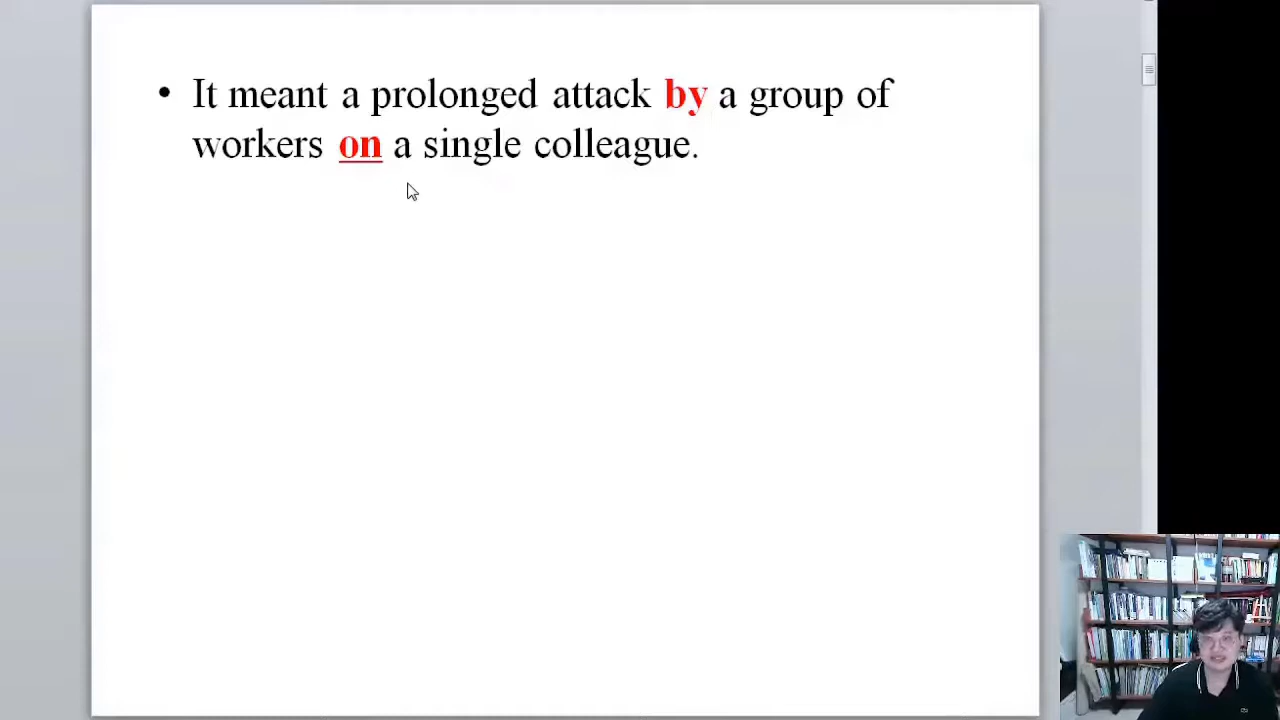 • It meant a prolonged attack by a group of
workers on a single colleague.